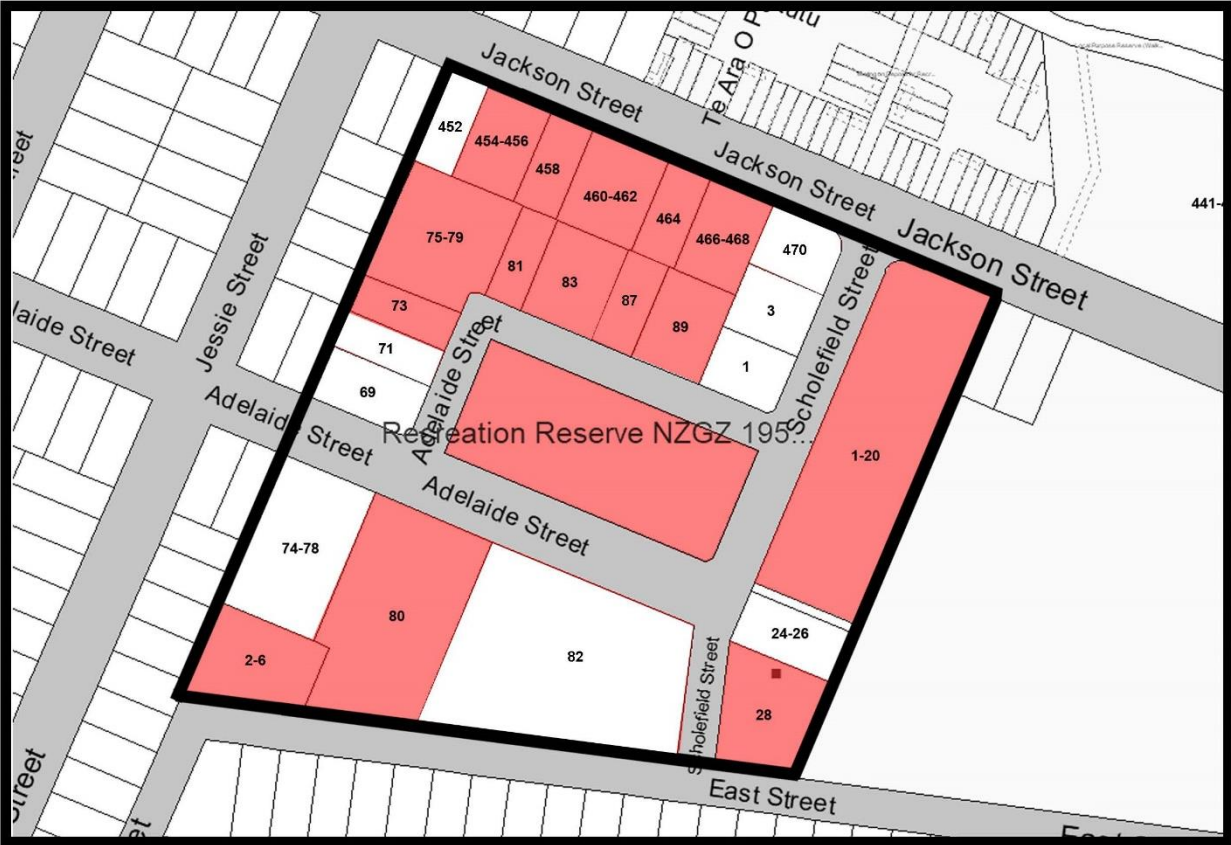 Jackson Street
Te Ara O P
Jackson Street
Jackson Street
441-
452
454-456
458
460-462
464
466-468
470
75-79
81
83
87
89
3
1
73
71
69
Jessie Street
laide Street
Adelaide Street
Adelaide Street
Adelaide Street
Scholefield Street
Recreation Reserve NZGZ 195...
1-20
74-78
80
82
24-26
2-6
28
Scholefield Street
East Street
Street